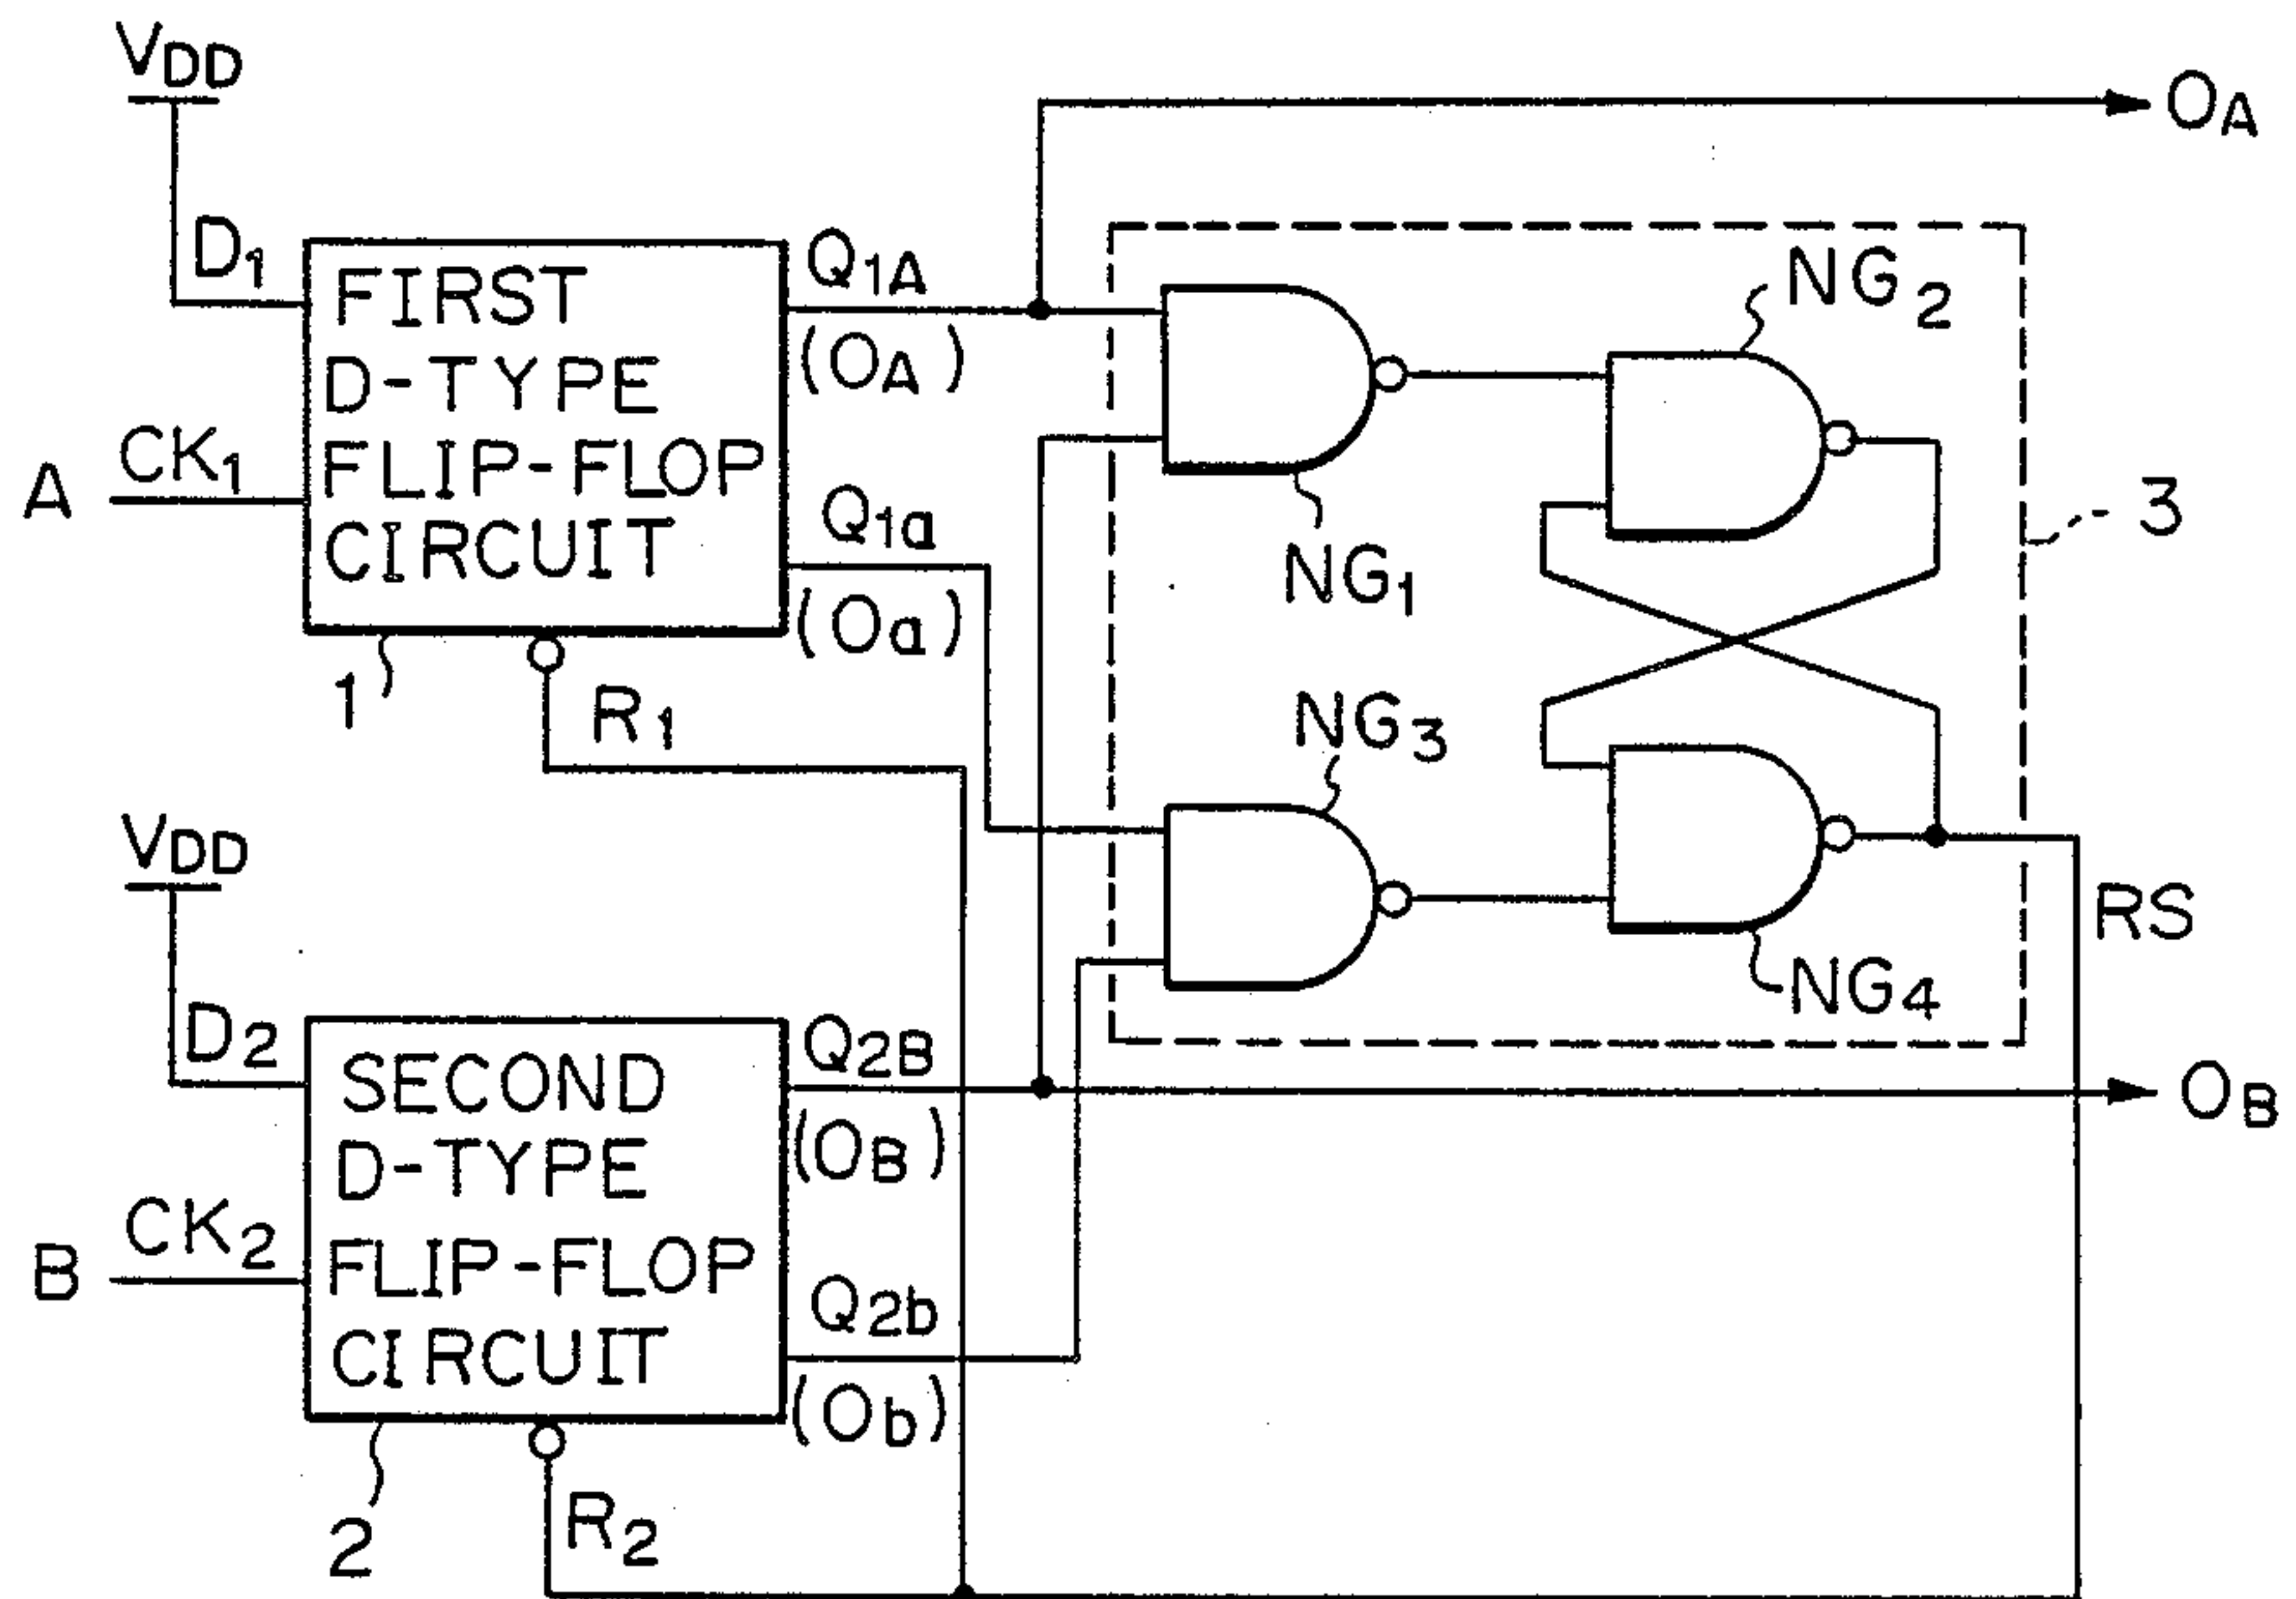 VDD
OA
D1
FIRST
D-TYPE
FLIP-FLOP
CIRCUIT
Q1A
(OA)
NG2
A
CK1
Q1a
(Oa)
NG1
3
1
R1
NG3
VDD
RS
NG4
D2
SECOND
D-TYPE
FLIP-FLOP
CIRCUIT
Q2B
(OB)
OB
B
CK2
Q2b
(Ob)
2
R2